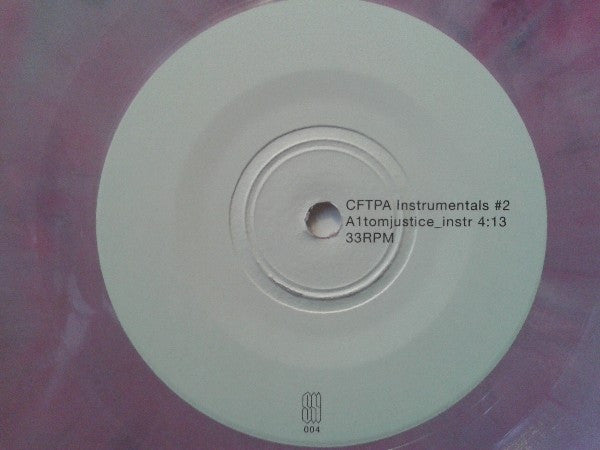 CFTPA Instrumentals #2
A1tomjustice_instr 4:13
33RPM
004